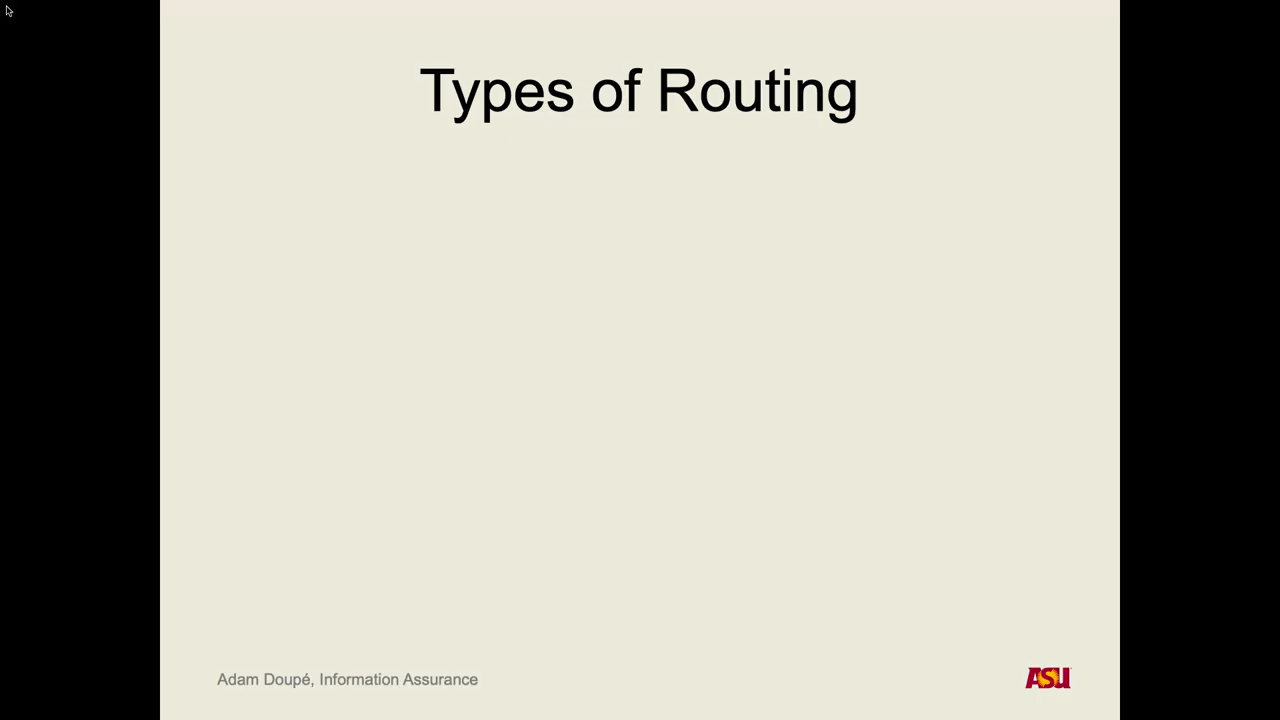 Types of Routing
Adam Doupé, Information Assurance
ASU